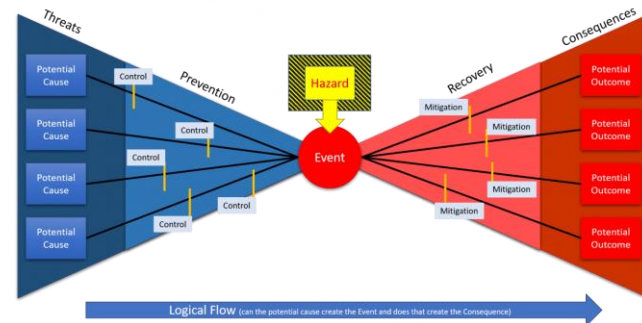 Threats
Consequences
Prevention
Recovery
Hazard
Event
Potential
Cause
Potential
Cause
Potential
Cause
Potential
Cause
Control
Control
Control
Control
Control
Mitigation
Mitigation
Mitigation
Mitigation
Potential
Outcome
Potential
Outcome
Potential
Outcome
Potential
Outcome
Logical Flow (can the potential cause create the Event and does that create the Consequence)